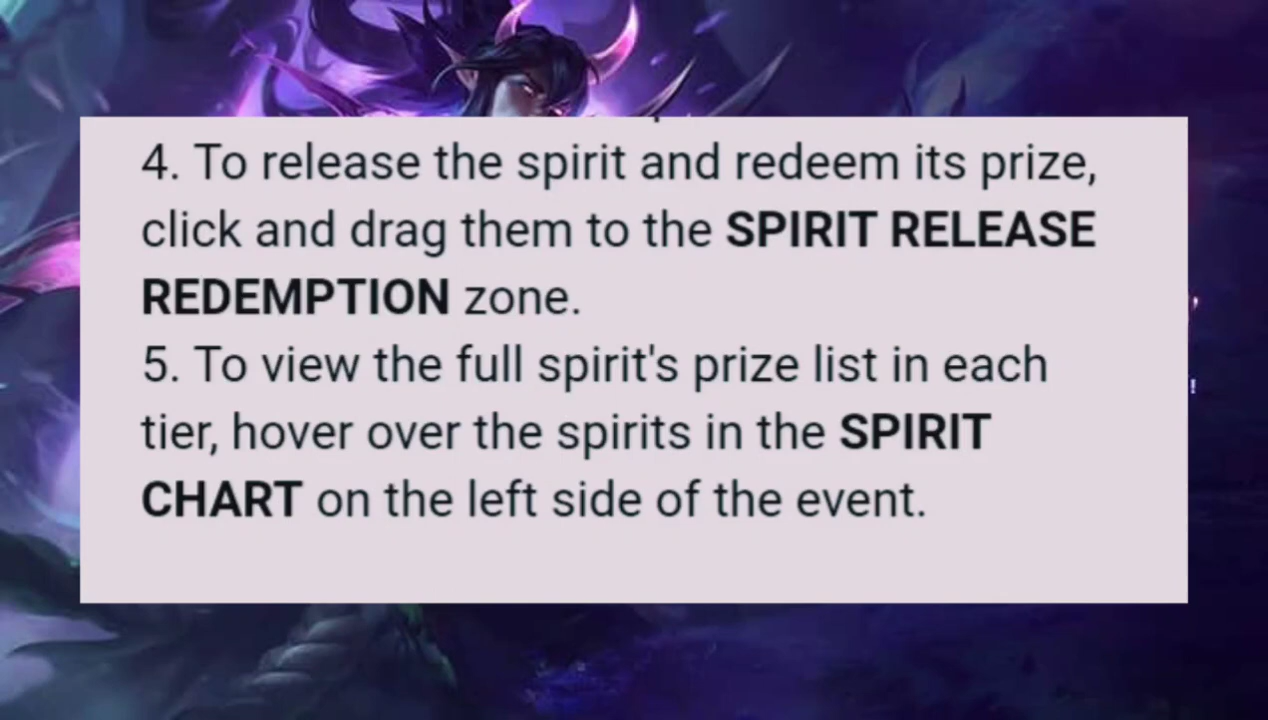 4. To release the spirit and redeem its prize,
click and drag them to the SPIRIT RELEASE
REDEMPTION zone.
5. To view the full spirit's prize list in each
tier, hover over the spirits in the SPIRIT
CHART on the left side of the event.